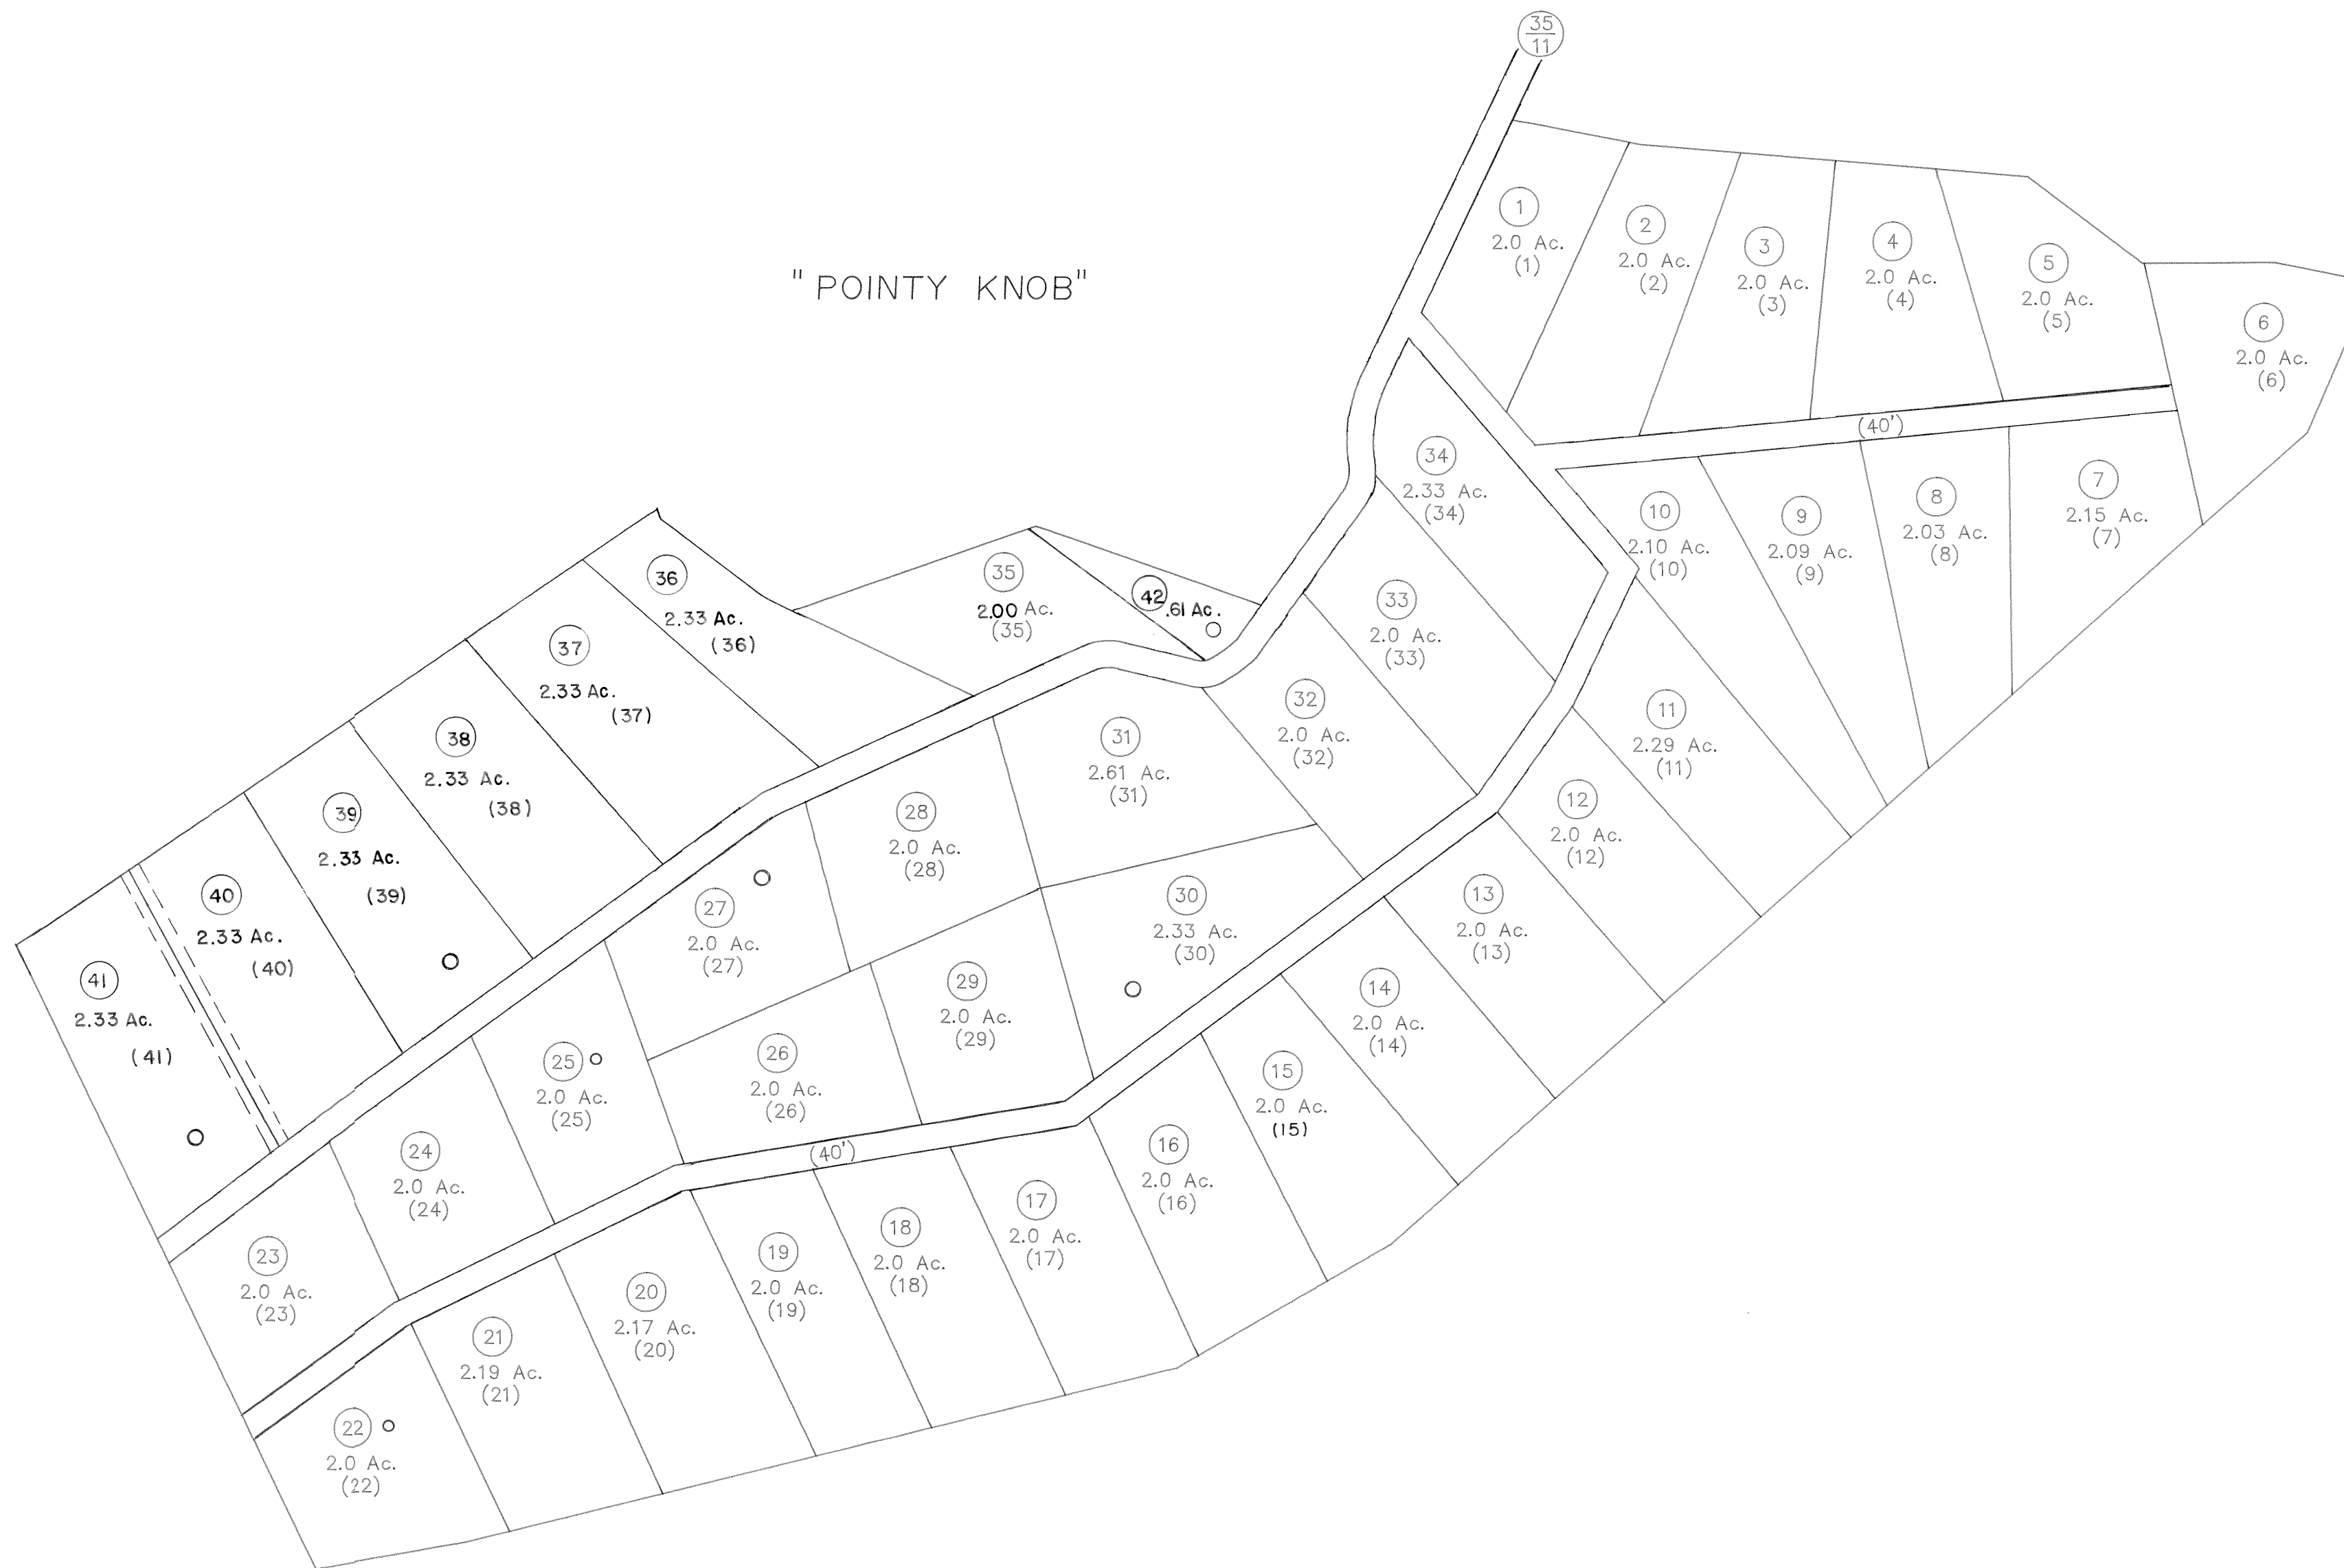 35
11
"POINTY KNOB"
1
2.0 Ac.
(1)
2
2.0 Ac.
(2)
3
2.0 Ac.
(3)
4
2.0 Ac.
(4)
5
2.0 Ac.
(5)
6
2.0 Ac.
(6)
(40')
7
2.15 Ac.
(7)
8
2.03 Ac.
(8)
9
2.09 Ac.
(9)
10
2.10 Ac.
(10)
11
2.29 Ac.
(11)
12
2.0 Ac.
(12)
13
2.0 Ac.
(13)
14
2.0 Ac.
(14)
15
2.0 Ac.
(15)
16
2.0 Ac.
(16)
17
2.0 Ac.
(17)
18
2.0 Ac.
(18)
19
2.0 Ac.
(19)
20
2.17 Ac.
(20)
21
2.19 Ac.
(21)
22
2.0 Ac.
(22)
23
2.0 Ac.
(23)
24
2.0 Ac.
(24)
25
2.0 Ac.
(25)
26
2.0 Ac.
(26)
(40')
27
2.0 Ac.
(27)
28
2.0 Ac.
(28)
29
2.0 Ac.
(29)
30
2.33 Ac.
(30)
31
2.61 Ac.
(31)
32
2.0 Ac.
(32)
33
2.0 Ac.
(33)
34
2.33 Ac.
(34)
35
2.00 Ac.
(35)
42
.61 Ac.
36
2.33 Ac.
(36)
37
2.33 Ac.
(37)
38
2.33 Ac.
(38)
39
2.33 Ac.
(39)
40
2.33 Ac.
(40)
41
2.33 Ac.
(41)